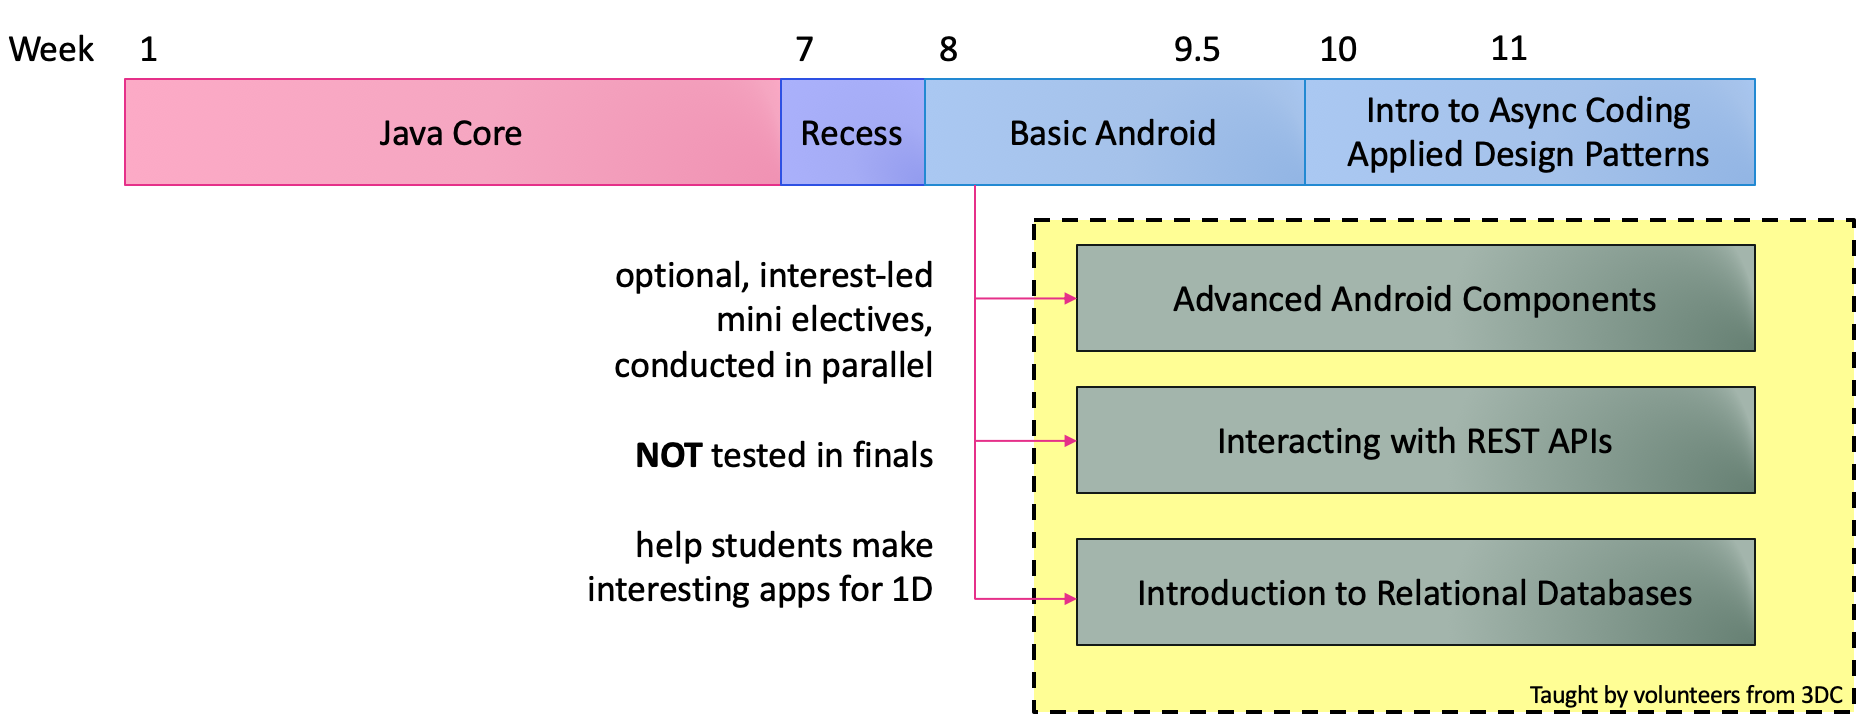 Week 1 7 8 9.5 10 11
Java Core
Recess
Basic Android
Intro to Async Coding
Applied Design Patterns
optional, interest-led
mini electives,
conducted in parallel
NOT tested in finals
help students make
interesting apps for 1D
Advanced Android Components
Interacting with REST APIs
Introduction to Relational Databases
Taught by volunteers from 3DC